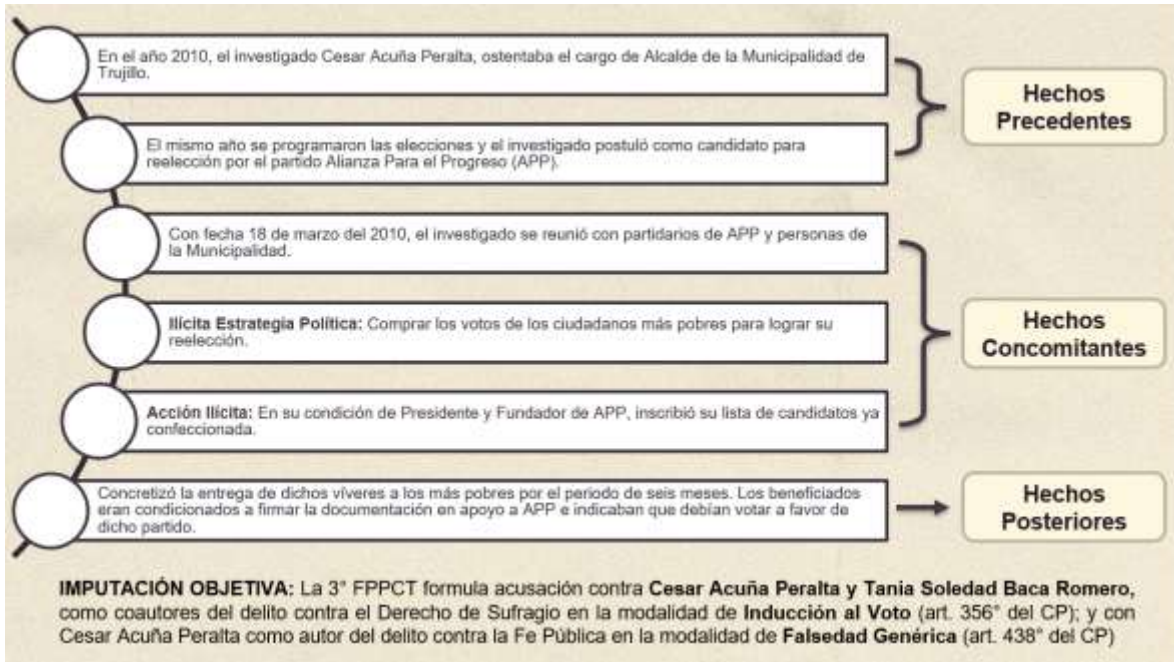 En el año 2010, el investigado Cesar Acuña Peralta, ostentaba el cargo de Alcalde de la Municipalidad de
Trujillo.
El mismo año se programaron las elecciones y el investigado postuló como candidato para
reelección por el partido Alianza Para el Progreso (APP).
Hechos
Precedentes
Con fecha 18 de marzo del 2010, el investigado se reunió con partidarios de APP y personas de
la Municipalidad.
Ilícita Estrategia Política: Comprar los votos de los ciudadanos más pobres para lograr su
reelección.
Acción Ilícita: En su condición de Presidente y Fundador de APP, inscribió su lista de candidatos ya
confeccionada.
Hechos
Concomitantes
Concretizó la entrega de dichos víveres a los más pobres por el periodo de seis meses. Los beneficiados
eran condicionados a firmar la documentación en apoyo a APP e indicaban que debían votar a favor de
dicho partido.
Hechos
Posteriores
IMPUTACIÓN OBJETIVA: La 3° FPPCT formula acusación contra Cesar Acuña Peralta y Tania Soledad Baca Romero,
como coautores del delito contra el Derecho de Sufragio en la modalidad de Inducción al Voto (art. 356° del CP); y con
Cesar Acuña Peralta como autor del delito contra la Fe Pública en la modalidad de Falsedad Genérica (art. 438° del CP)